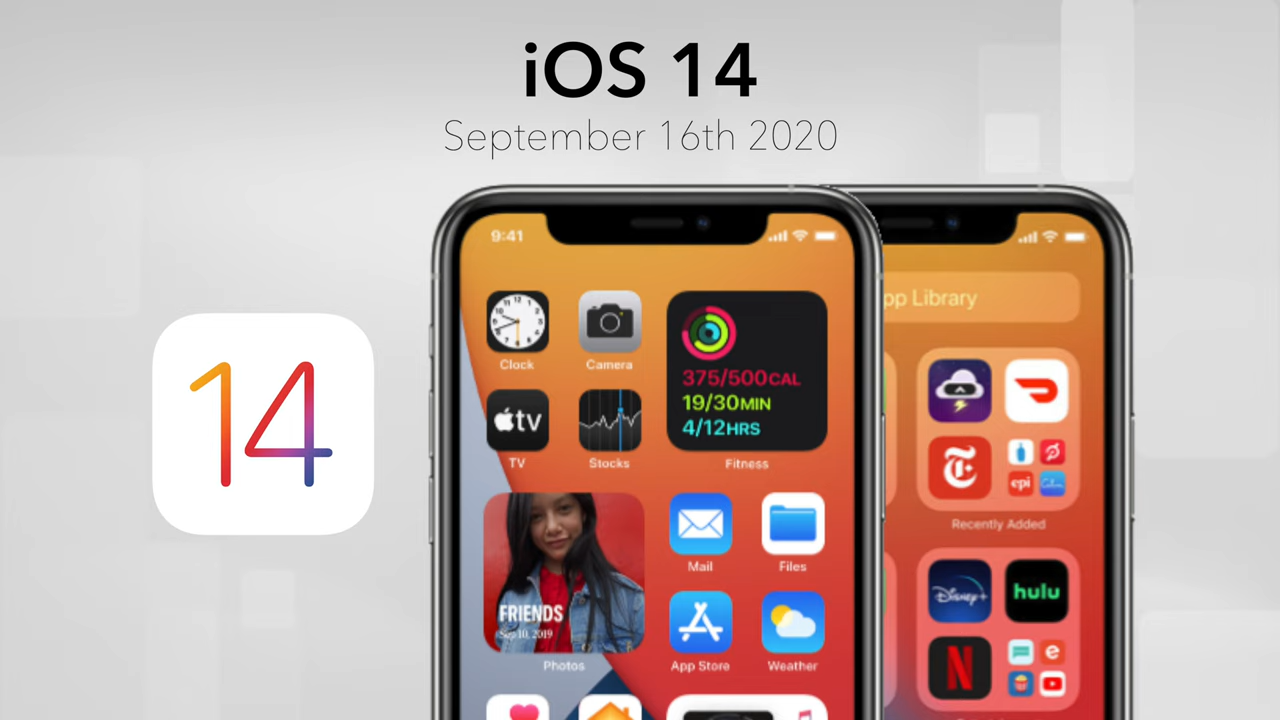 iOS 14
September 16th 2020
14
9:41
Clock
Camera
tv
TV
Stocks
375/500CAL
19/30MIN
4/12HRS
Fitness
FRIENDS
Sep 10, 2019
Photos
Mail
Files
App Store
Weather
pp Library
epi
Recently Added
Disney+
hulu
N